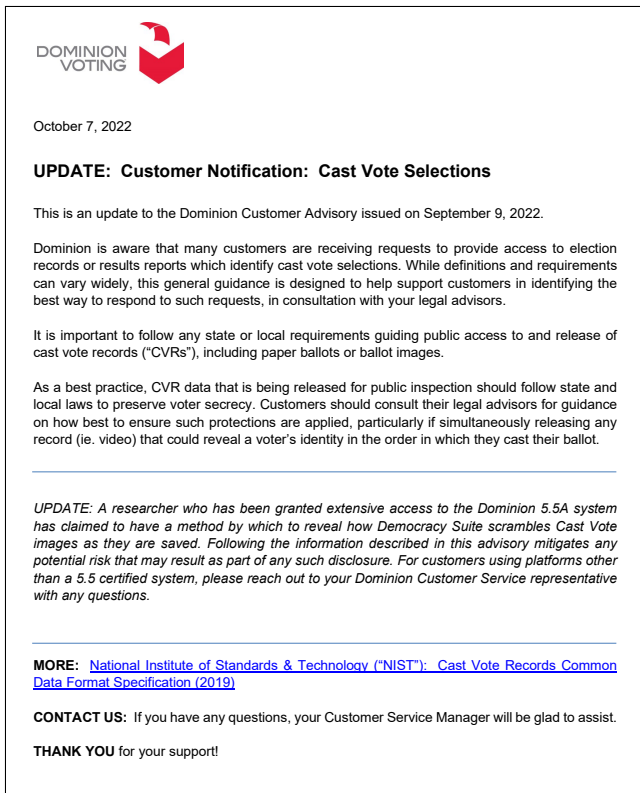 DOMINION
VOTING
October 7, 2022
UPDATE: Customer Notification: Cast Vote Selections
This is an update to the Dominion Customer Advisory issued on September 9, 2022.
Dominion is aware that many customers are receiving requests to provide access to election
records or results reports which identify cast vote selections. While definitions and requirements
can vary widely, this general guidance is designed to help support customers in identifying the
best way to respond to such requests, in consultation with your legal advisors.
It is important to follow any state or local requirements guiding public access to and release of
cast vote records (“CVRs”), including paper ballots or ballot images.
As a best practice, CVR data that is being released for public inspection should follow state and
local laws to preserve voter secrecy. Customers should consult their legal advisors for guidance
on how best to ensure such protections are applied, particularly if simultaneously releasing any
record (ie. video) that could reveal a voter’s identity in the order in which they cast their ballot.
UPDATE: A researcher who has been granted extensive access to the Dominion 5.5A system
has claimed to have a method by which to reveal how Democracy Suite scrambles Cast Vote
images as they are saved. Following the information described in this advisory mitigates any
potential risk that may result as part of any such disclosure. For customers using platforms other
than a 5.5 certified system, please reach out to your Dominion Customer Service representative
with any questions.
MORE: National Institute of Standards & Technology (“NIST”): Cast Vote Records Common
Data Format Specification (2019)
CONTACT US: If you have any questions, your Customer Service Manager will be glad to assist.
THANK YOU for your support!